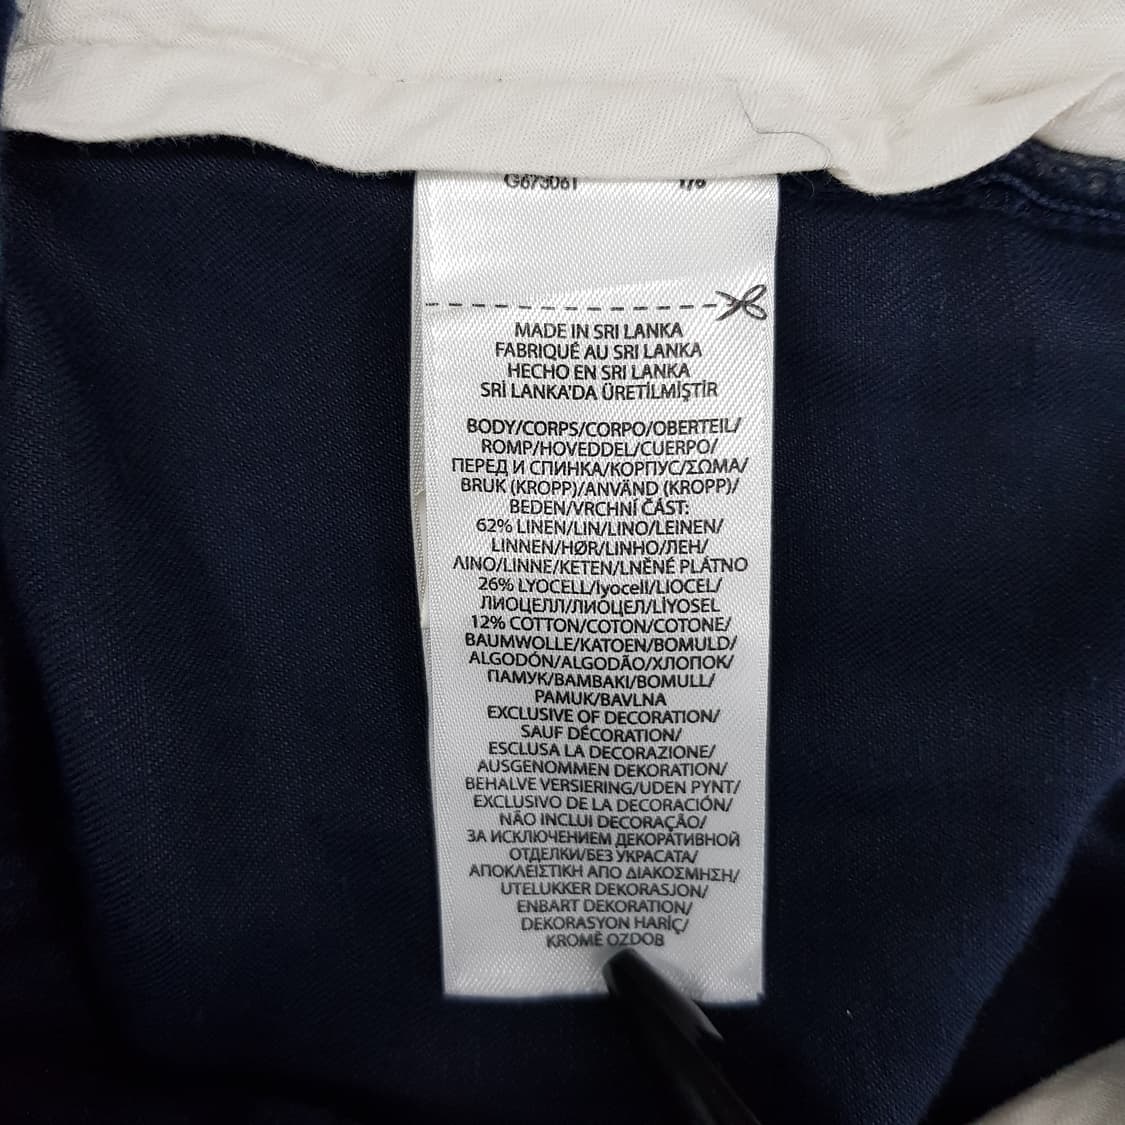 G673061 1/6
MADE IN SRI LANKA
FABRIQUÉ AU SRI LANKA
HECHO EN SRI LANKA
SRİ LANKA'DA ÜRETİLMİŞTİR
BODY/CORPS/CORPO/OBERTEIL/
ROMP/HOVEDDEL/CUERPO/
ПЕРЕД И СПИНКА/КОРПУС/ΣΩΜΑ/
BRUK (KROPP)/ANVÄND (KROPP)/
BEDEN/VRCHNÍ ČÁST:
62% LINEN/LIN/LINO/LEINEN/
LINNEN/HØR/LINHO/ЛЕН/
ΛΙΝΟ/LINNE/KETEN/LNĚNÉ PLÁTNO
26% LYOCELL/lyocell/LIOCEL/
ЛИОЦЕЛЛ/ЛИОЦЕЛ/LİYOSEL
12% COTTON/COTON/COTONE/
BAUMWOLLE/KATOEN/BOMULD/
ALGODÓN/ALGODÃO/ХЛОПОК/
ПАМУК/ΒΑΜΒΑΚΙ/BOMULL/
PAMUK/BAVLNA
EXCLUSIVE OF DECORATION/
SAUF DÉCORATION/
ESCLUSA LA DECORAZIONE/
AUSGENOMMEN DEKORATION/
BEHALVE VERSIERING/UDEN PYNT/
EXCLUSIVO DE LA DECORACIÓN/
NÃO INCLUI DECORAÇÃO/
ЗА ИСКЛЮЧЕНИЕМ ДЕКОРАТИВНОЙ
ОТДЕЛКИ/БЕЗ УКРАСАТА/
ΑΠΟΚΛΕΙΣΤΙΚΗ ΑΠΟ ΔΙΑΚΟΣΜΗΣΗ/
UTELUKKER DEKORASJON/
ENBART DEKORATION/
DEKORASYON HARİÇ/
KROMĚ OZDOB